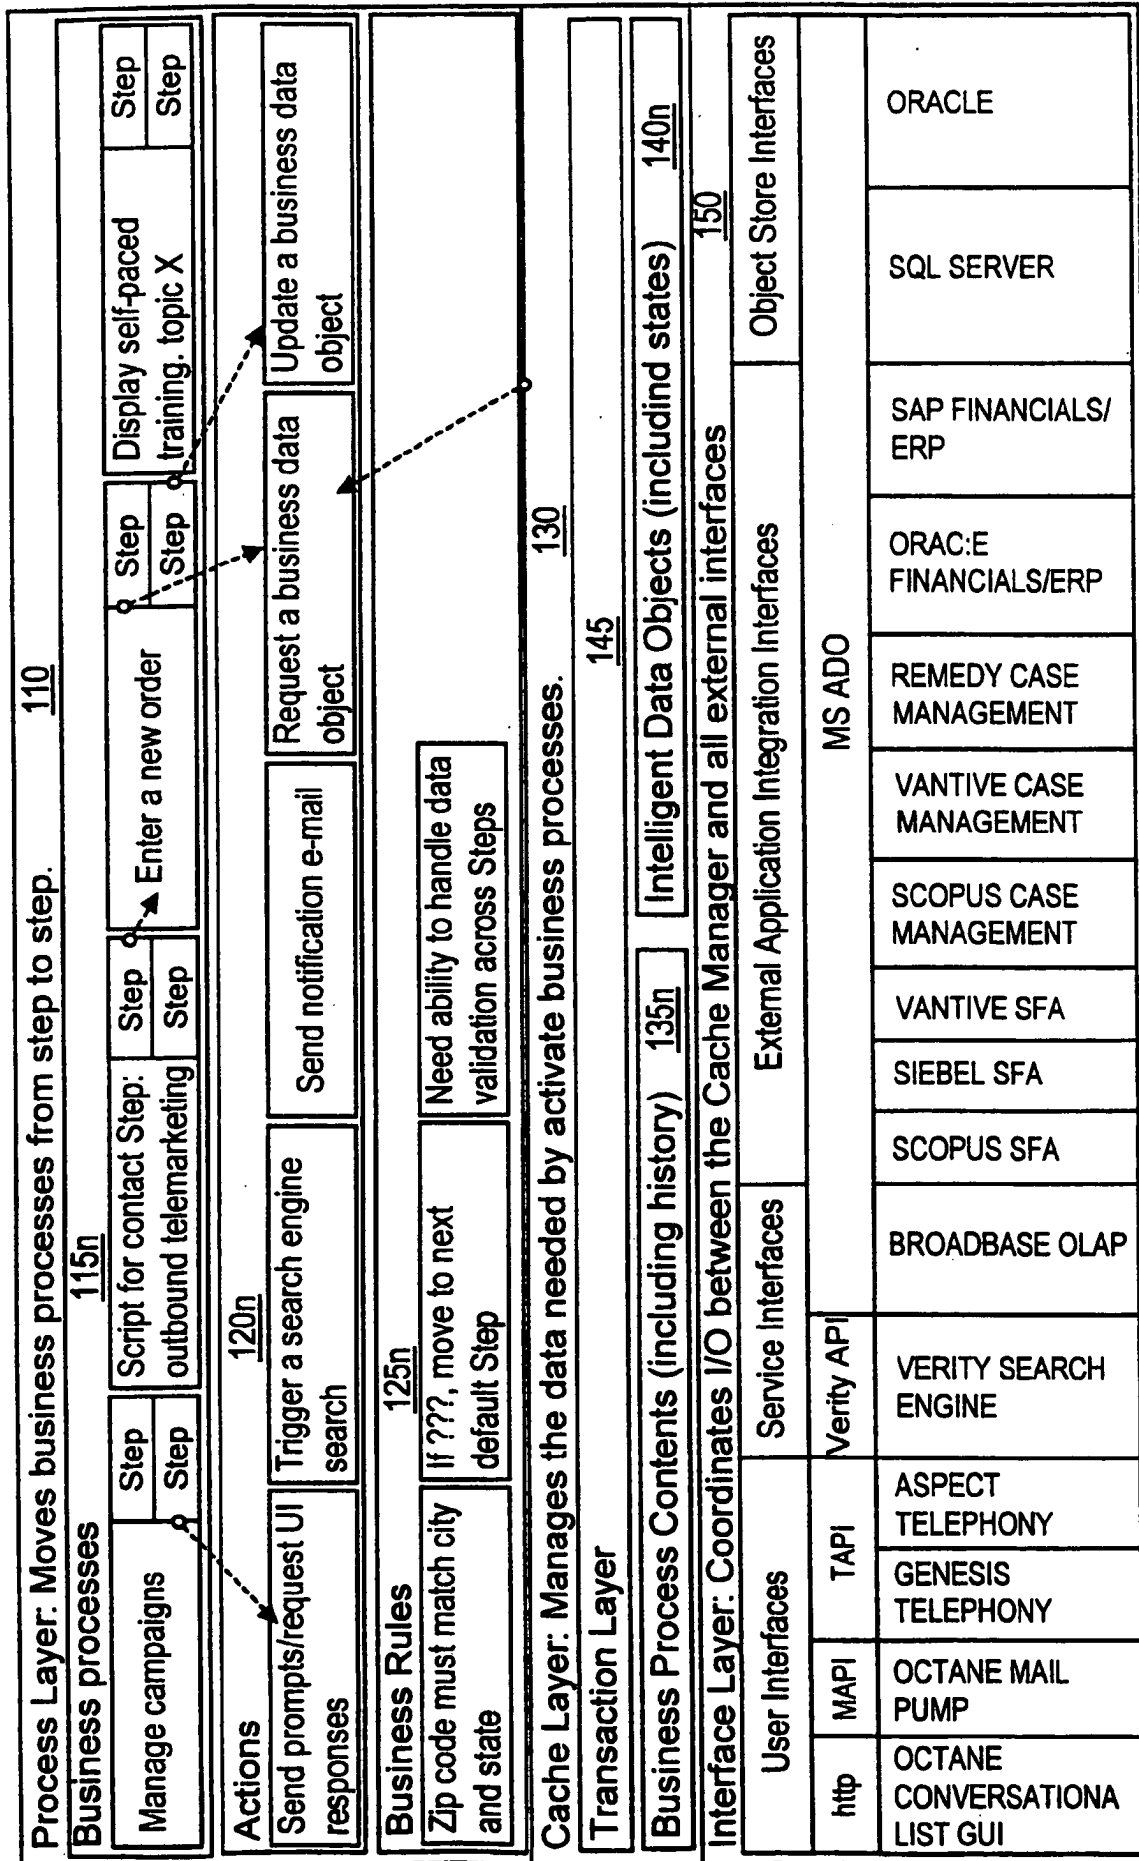 Process Layer: Moves business processes from step to step. 110
Business processes 115n
Manage campaigns
Step
Step
Script for contact Step:
outbound telemarketing
Step
Step
Enter a new order
Step
Step
Display self-paced
training. topic X
Step
Step
Actions 120n
Send prompts/request UI
responses
Trigger a search engine
search
Send notification e-mail
Request a business data
object
Update a business data
object
Business Rules 125n
Zip code must match city
and state
If ???, move to next
default Step
Need ability to handle data
validation across Steps
Cache Layer: Manages the data needed by activate business processes. 130
Transaction Layer 145
Business Process Contents (including history) 135n
Intelligent Data Objects (includind states) 140n
Interface Layer: Coordinates I/O between the Cache Manager and all external interfaces 150
User Interfaces
Service Interfaces
External Application Integration Interfaces
Object Store Interfaces
http
MAPI
TAPI
Verity API
MS ADO
OCTANE
CONVERSATIONA
LIST GUI
OCTANE MAIL
PUMP
GENESIS
TELEPHONY
ASPECT
TELEPHONY
VERITY SEARCH
ENGINE
BROADBASE OLAP
SCOPUS SFA
SIEBEL SFA
VANTIVE SFA
SCOPUS CASE
MANAGEMENT
VANTIVE CASE
MANAGEMENT
REMEDY CASE
MANAGEMENT
ORAC:E
FINANCIALS/ERP
SAP FINANCIALS/
ERP
SQL SERVER
ORACLE